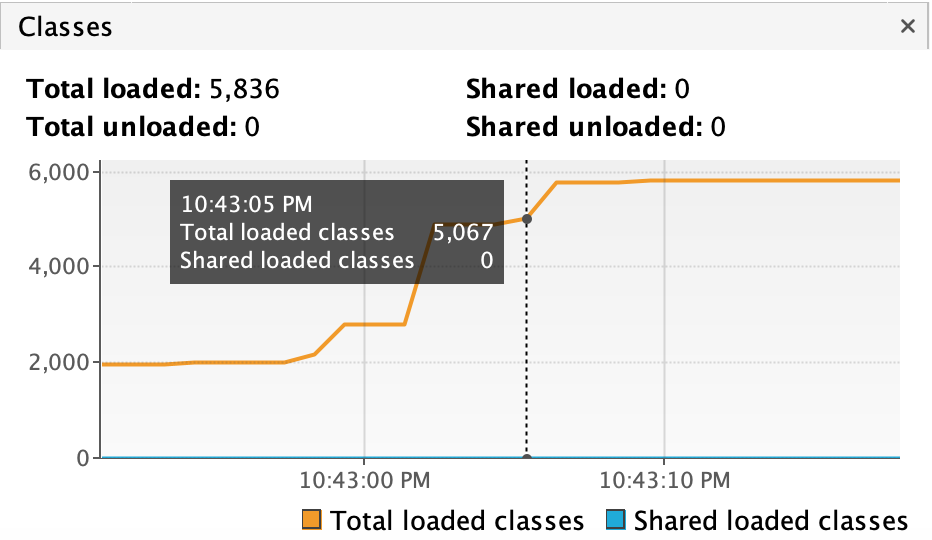 Classes ×
Total loaded: 5,836 Shared loaded: 0
Total unloaded: 0 Shared unloaded: 0
6,000
10:43:05 PM
Total loaded classes 5,067
Shared loaded classes 0
4,000
2,000
0
10:43:00 PM 10:43:10 PM
Total loaded classes Shared loaded classes